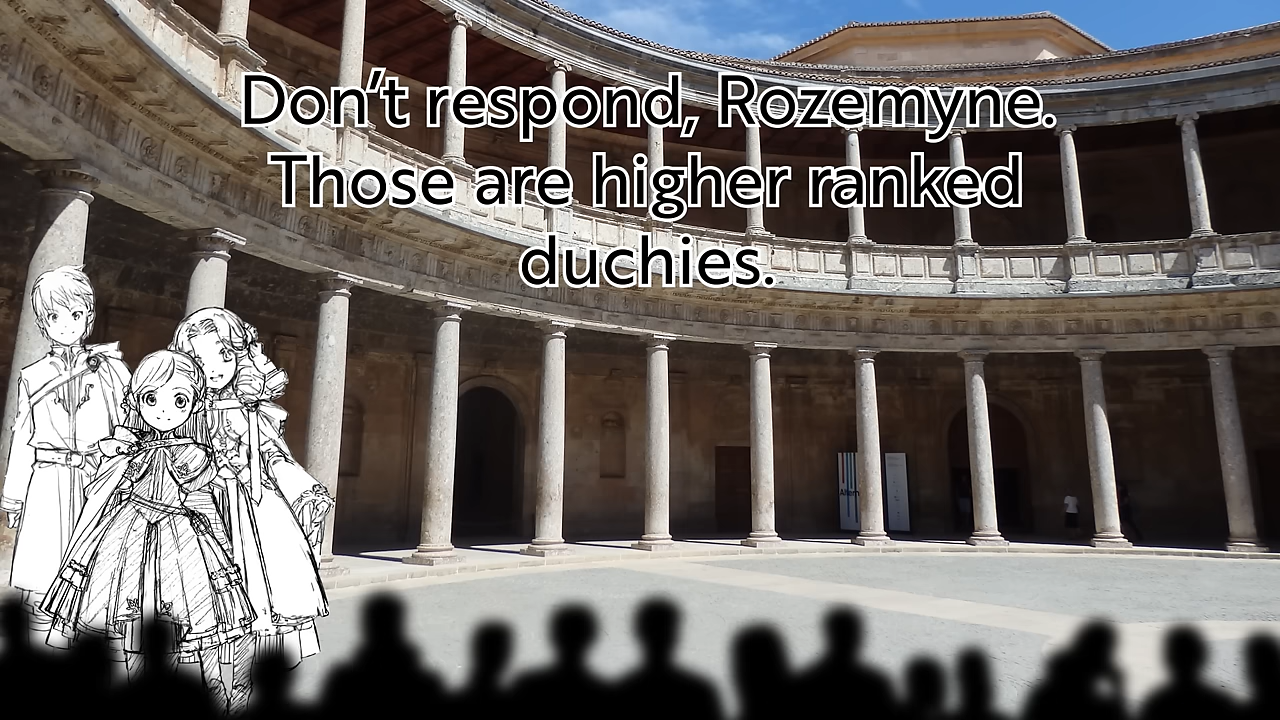 Don't respond, Rozemyne.
Those are higher ranked
duchies.